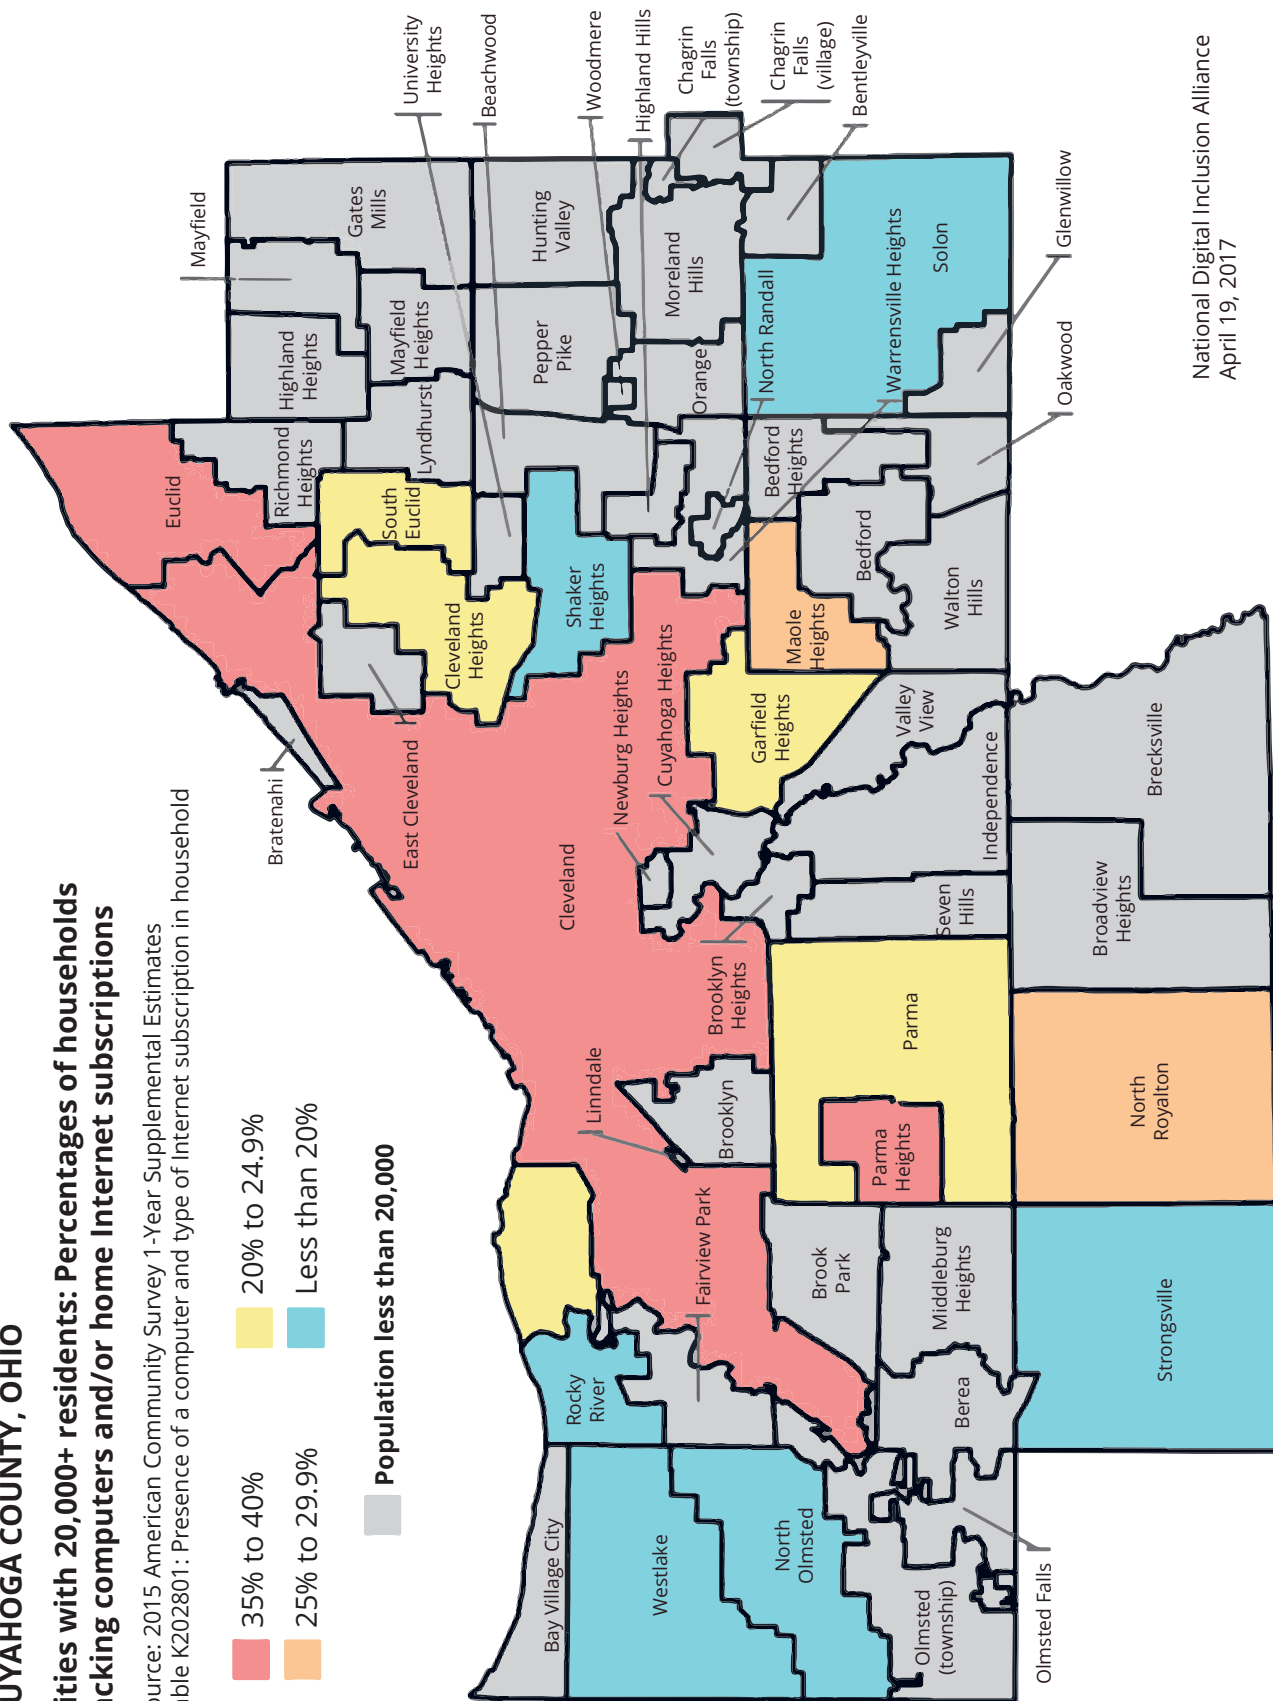 UYAHOGA COUNTY, OHIO
ities with 20,000+ residents: Percentages of households
acking computers and/or home Internet subscriptions
ource: 2015 American Community Survey 1-Year Supplemental Estimates
able K202801: Presence of a computer and type of Internet subscription in household
35% to 40%
20% to 24.9%
25% to 29.9%
Less than 20%
Population less than 20,000
Mayfield
Gates
Mills
Highland
Heights
Mayfield
Heights
Lyndhurst
Richmond
Heights
Euclid
South
Euclid
Cleveland
Heights
University
Heights
Beachwood
Woodmere
Highland Hills
Chagrin
Falls
(township)
Chagrin
Falls
(village)
Bentleyville
Hunting
Valley
Pepper
Pike
Moreland
Hills
Orange
North Randall
Warrensville Heights
Solon
Glenwillow
Oakwood
Bedford
Heights
Bedford
Walton
Hills
Maole
Heights
Shaker
Heights
Bratenahl
East Cleveland
Cleveland
Newburg Heights
Cuyahoga Heights
Garfield
Heights
Valley
View
Independence
Seven
Hills
Brecksville
Broadview
Heights
Brooklyn
Heights
Linndale
Brooklyn
Parma
Parma
Heights
North
Royalton
Fairview Park
Brook
Park
Middleburg
Heights
Berea
Strongsville
Rocky
River
Bay Village City
Westlake
North
Olmsted
Olmsted
(township)
Olmsted Falls
National Digital Inclusion Alliance
April 19, 2017